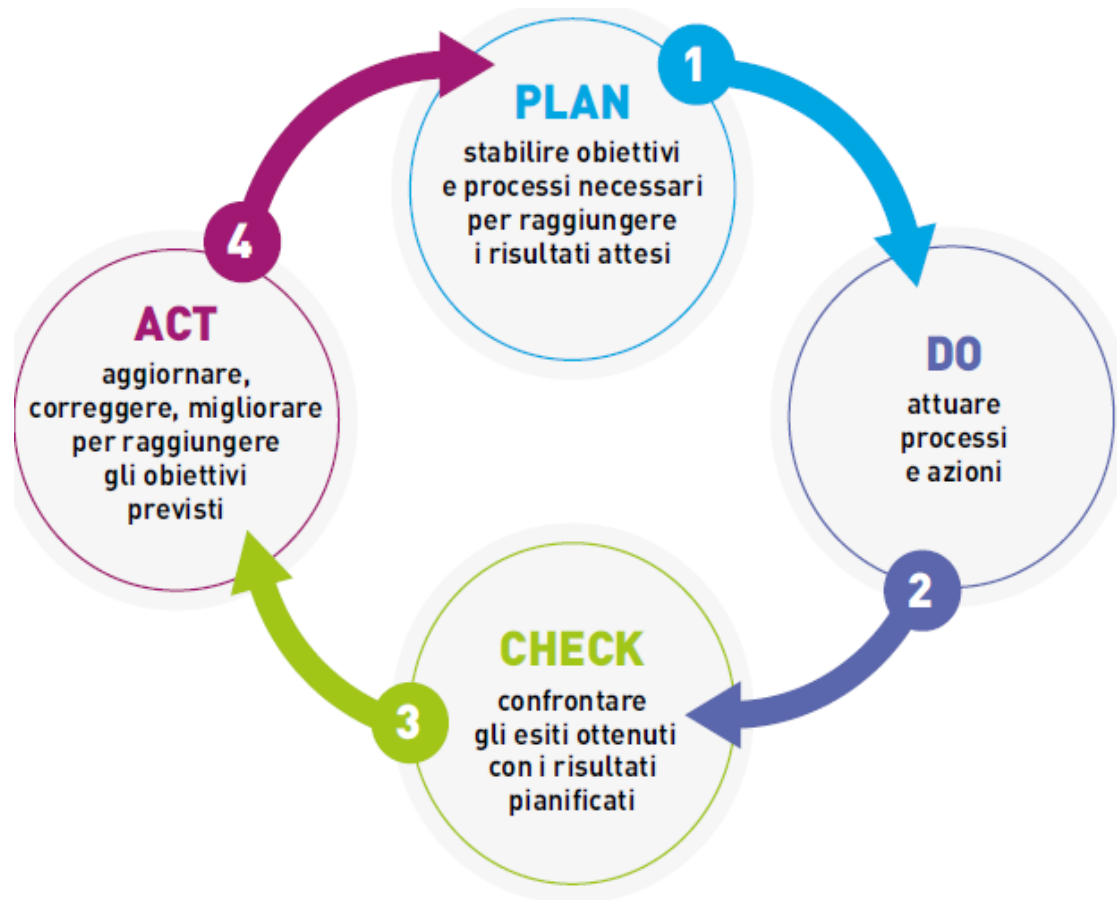 1
PLAN
stabilire obiettivi
e processi necessari
per raggiungere
i risultati attesi
DO
attuare
processi
e azioni
2
CHECK
confrontare
gli esiti ottenuti
con i risultati
pianificati
3
ACT
aggiornare,
correggere, migliorare
per raggiungere
gli obiettivi
previsti
4